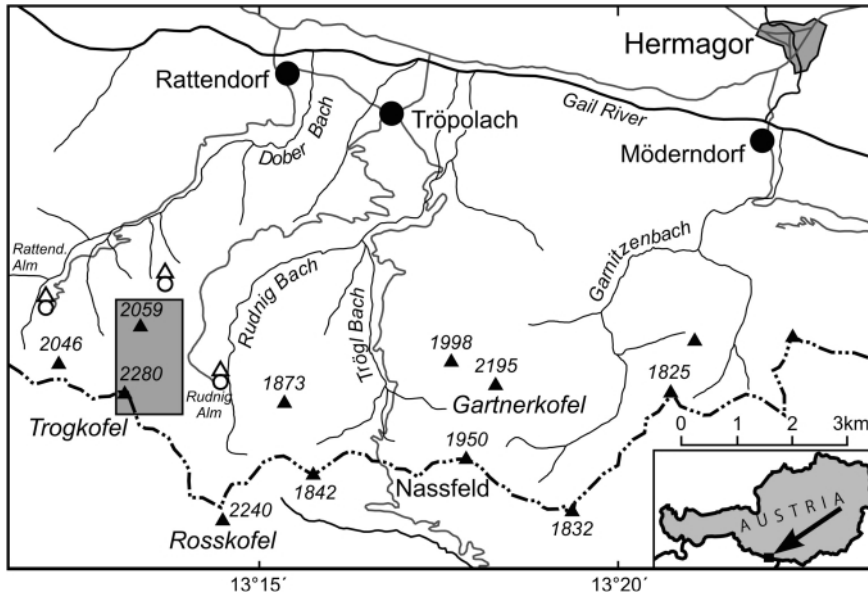 Hermagor
Rattendorf
Tröpolach
Gail River
Dober Bach
Möderndorf
Rattend.
Alm
Rudnig Bach
Trögl Bach
Garnitzenbach
2059
2046
2280
1998
2195
1825
1873
Rudnig
Alm
Trogkofel
Gartnerkofel
0 1 2 3km
1950
1842
Nassfeld
2240
1832
Rosskofel
AUSTRIA
13°15´
13°20´